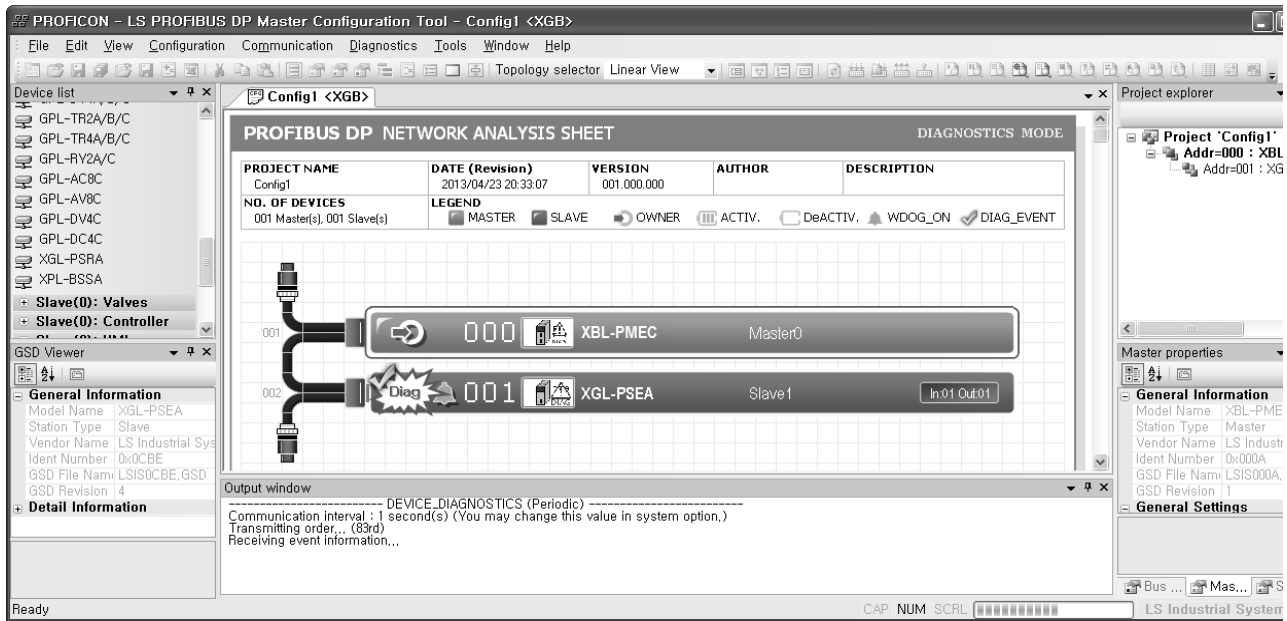 PROFICON - LS PROFIBUS DP Master Configuration Tool - Config1 <XGB>
File Edit View Configuration Communication Diagnostics Tools Window Help
Topology selector Linear View
Device list
GPL-TR2A/B/C
GPL-TR4A/B/C
GPL-RY2A/C
GPL-AC8C
GPL-AV8C
GPL-DV4C
GPL-DC4C
XGL-PSRA
XPL-BSSA
Slave(0): Valves
Slave(0): Controller
GSD Viewer
General Information
Model Name XGL-PSEA
Station Type Slave
Vendor Name LS Industrial Sys
Ident Number 0x0CBE
GSD File Nam LSIS0CBE,GSD
GSD Revision 4
Detail Information
Config1 <XGB>
PROFIBUS DP NETWORK ANALYSIS SHEET DIAGNOSTICS MODE
PROJECT NAME DATE (Revision) VERSION AUTHOR DESCRIPTION
Config1 2013/04/23 20:33:07 001.000.000
NO. OF DEVICES LEGEND
001 Master(s), 001 Slave(s) MASTER SLAVE OWNER ACTIV. DeACTIV. WDOG_ON DIAG_EVENT
001 000 XBL-PMEC Master0
002 Diag 001 XGL-PSEA Slave1 In:01 Out:01
Output window
------------------------- DEVICE_DIAGNOSTICS (Periodic) -------------------------
Communication interval : 1 second(s) (You may change this value in system option,)
Transmitting order,,, (83rd)
Receiving event information,,,
Project explorer
Project 'Config1'
Addr=000 : XBL
Addr=001 : XG
Master properties
General Information
Model Name XBL-PME
Station Type Master
Vendor Name LS Industr
Ident Number 0x000A
GSD File Nam LSIS000A,
GSD Revision 1
General Settings
Bus ... Mas... S
Ready CAP NUM SCRL LS Industrial System